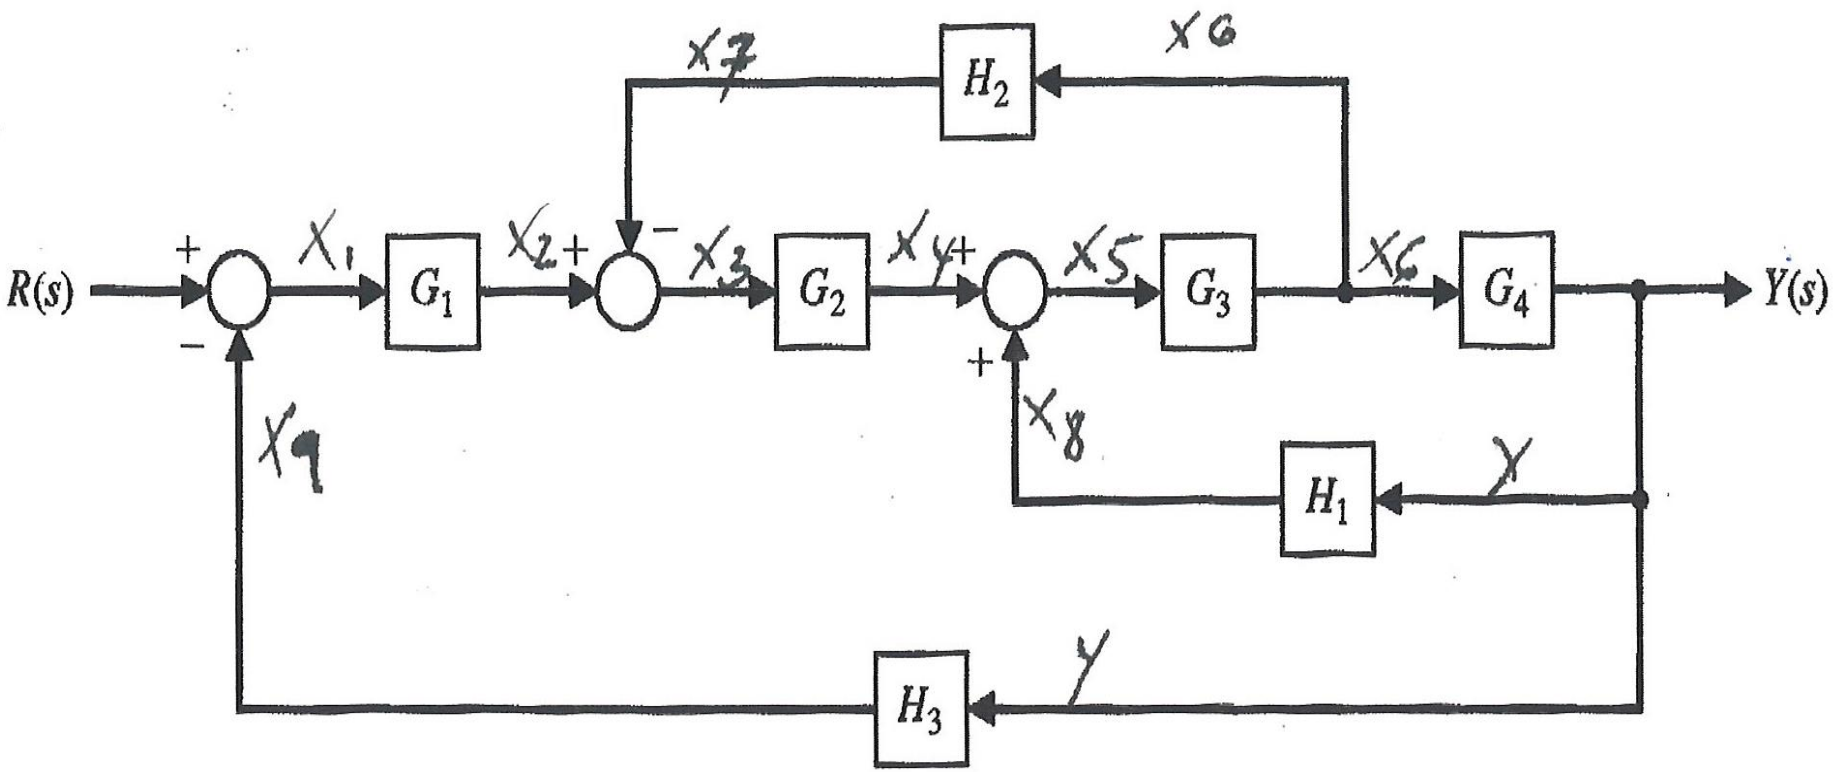 X7
H₂
X6
R(s)
+
−
X1
G₁
X2
+
−
X3
G₂
X4
+
+
X5
G₃
X6
G₄
Y(s)
X9
X8
H₁
Y
H₃
Y